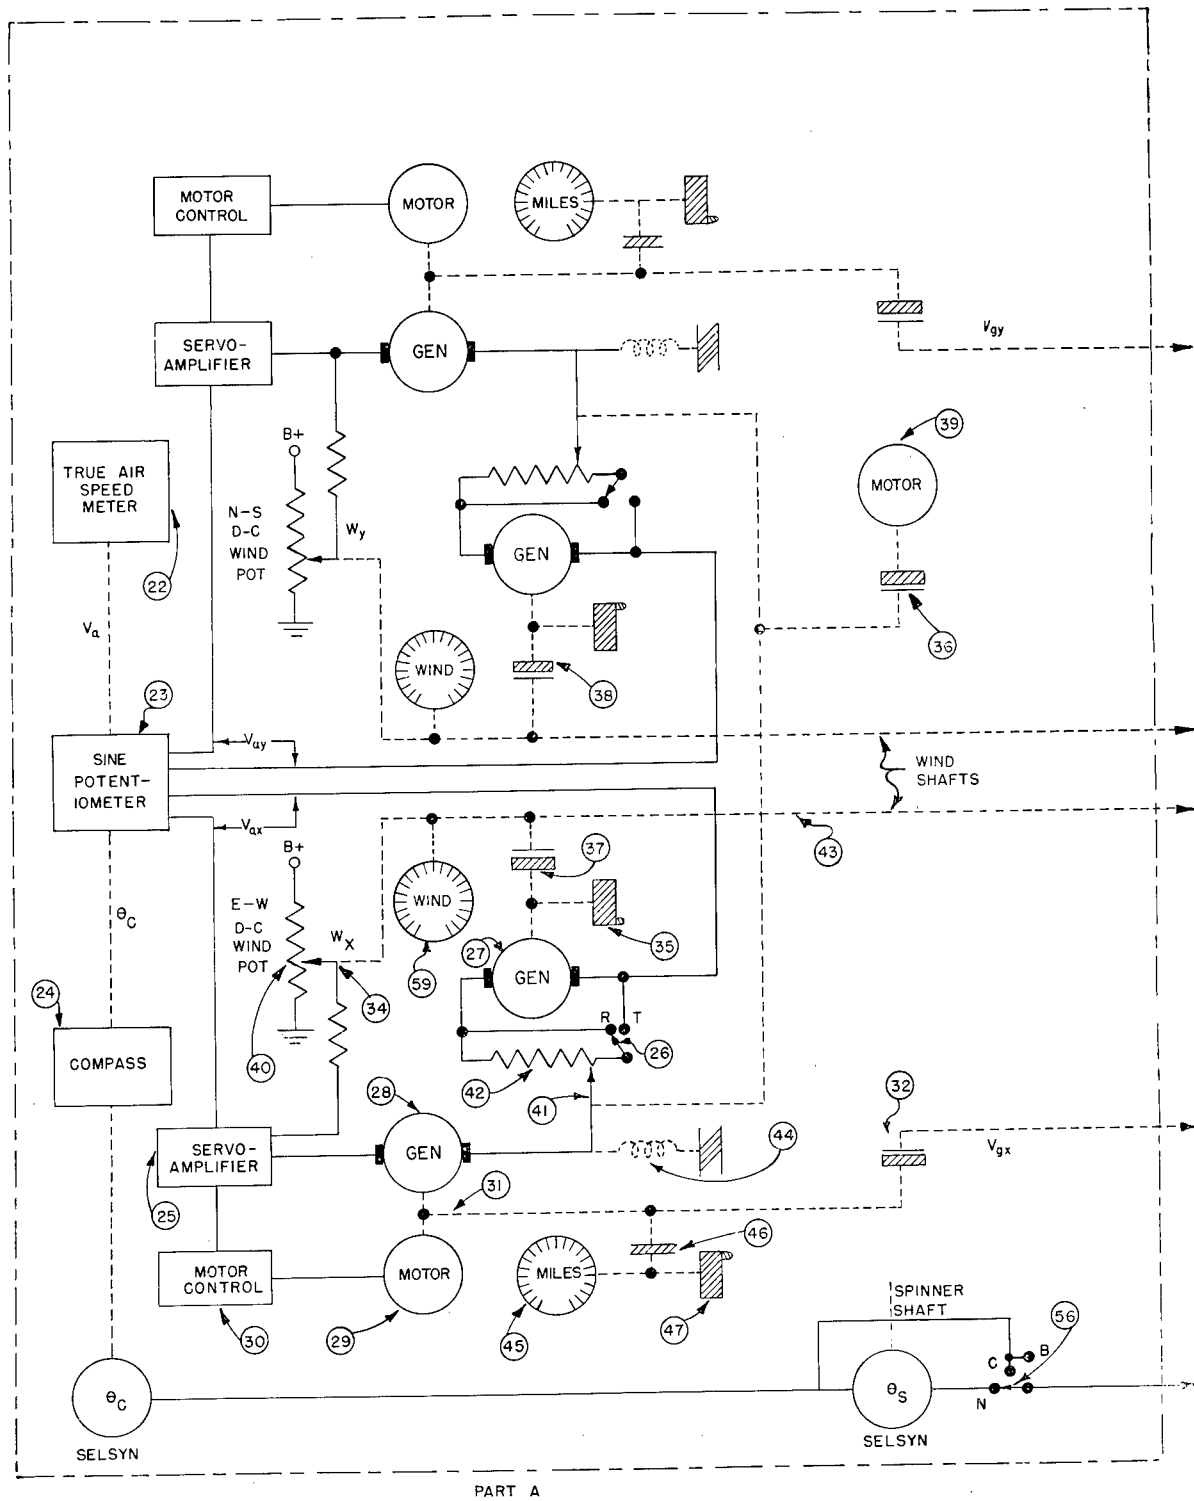 MOTOR
CONTROL
MOTOR
MILES
SERVO-
AMPLIFIER
GEN
Vgy
B+
TRUE AIR
SPEED
METER
N-S
D-C
WIND
POT
Wy
39
MOTOR
GEN
22
Va
WIND
38
36
23
Vay
SINE
POTENT-
IOMETER
WIND
SHAFTS
Vax
B+
37
43
θC
E-W
D-C
WIND
POT
WX
WIND
27
GEN
35
59
24
34
R T
COMPASS
40
42
26
41
28
32
SERVO-
AMPLIFIER
GEN
44
Vgx
25
31
46
MOTOR
CONTROL
MOTOR
MILES
30
29
45
47
SPINNER
SHAFT
56
B
C
θC
θS
N
SELSYN
SELSYN
PART A